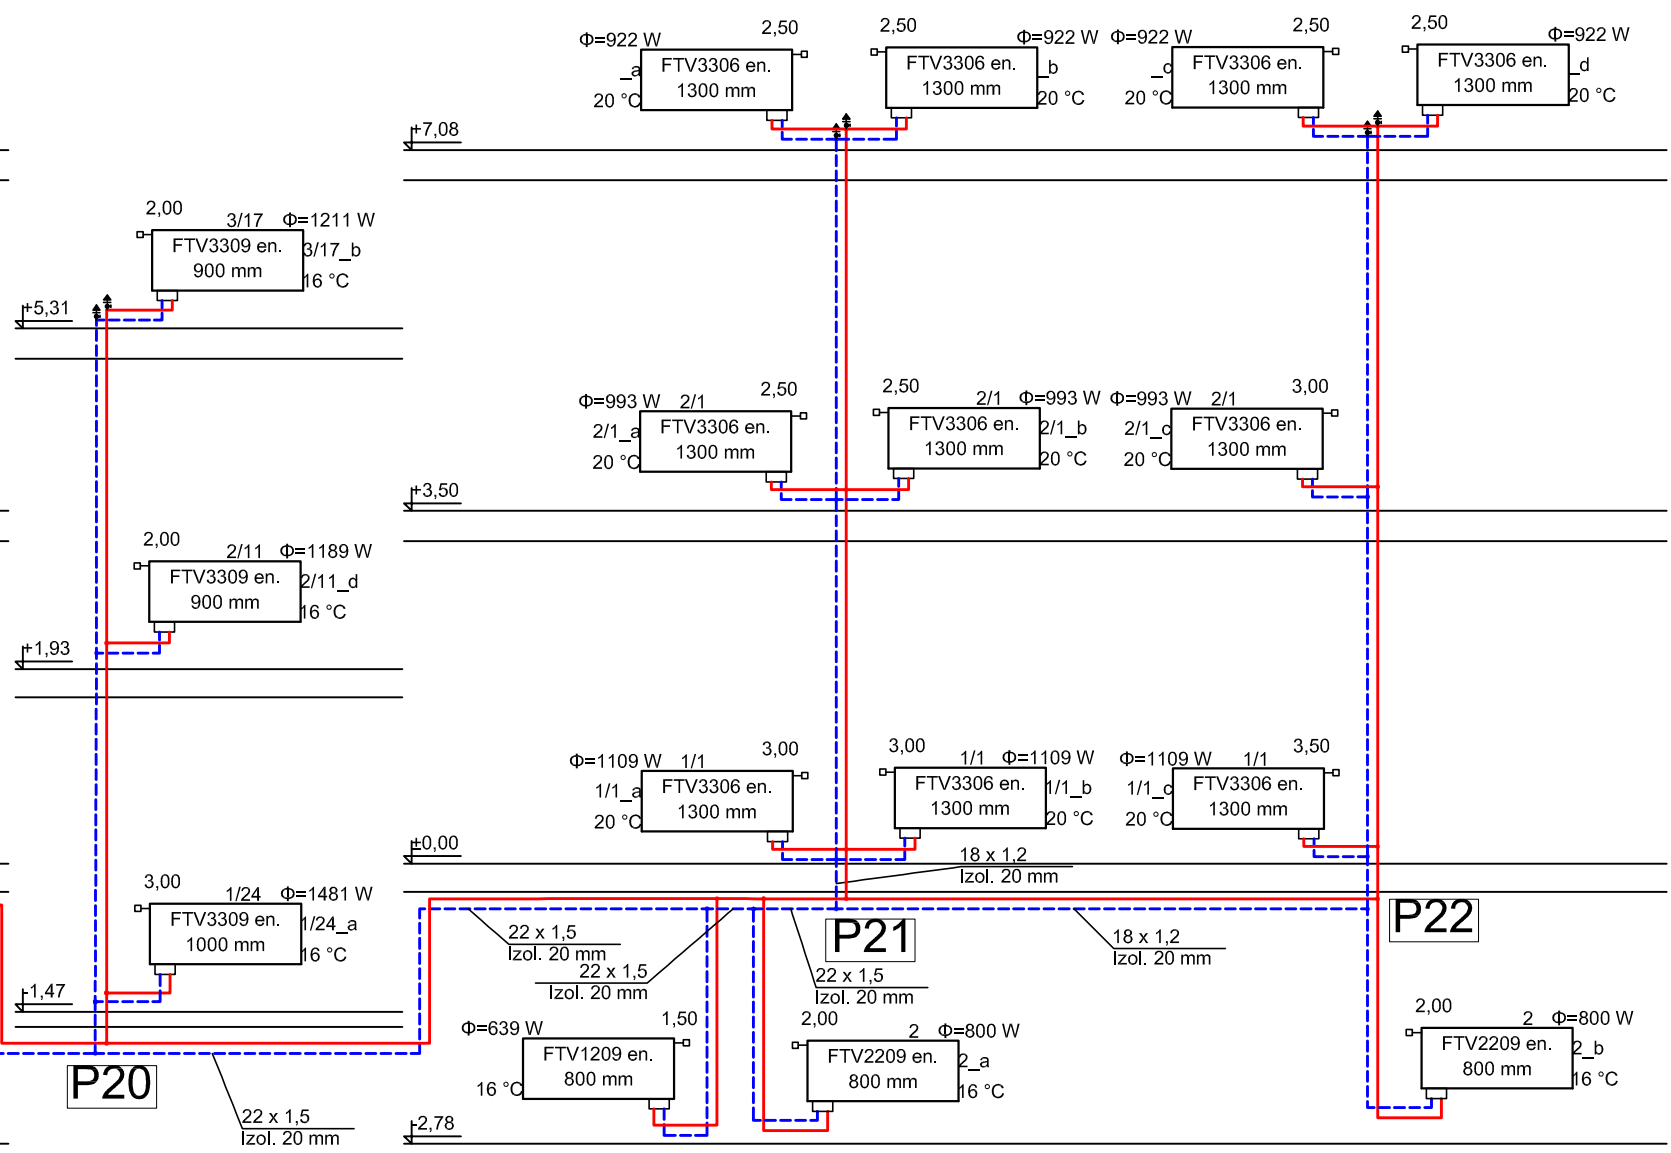 Φ=922 W
2,50
_a
FTV3306 en.
1300 mm
20 °C
2,50
Φ=922 W
FTV3306 en.
1300 mm
_b
20 °C
Φ=922 W
2,50
_c
FTV3306 en.
1300 mm
20 °C
2,50
Φ=922 W
FTV3306 en.
1300 mm
_d
20 °C
+7,08
2,00
3/17
Φ=1211 W
FTV3309 en.
900 mm
3/17_b
16 °C
+5,31
Φ=993 W
2/1
2,50
2/1_a
FTV3306 en.
1300 mm
20 °C
2,50
2/1
Φ=993 W
FTV3306 en.
1300 mm
2/1_b
20 °C
Φ=993 W
2/1
3,00
2/1_c
FTV3306 en.
1300 mm
20 °C
+3,50
2,00
2/11
Φ=1189 W
FTV3309 en.
900 mm
2/11_d
16 °C
+1,93
Φ=1109 W
1/1
3,00
1/1_a
FTV3306 en.
1300 mm
20 °C
3,00
1/1
Φ=1109 W
FTV3306 en.
1300 mm
1/1_b
20 °C
Φ=1109 W
1/1
3,50
1/1_c
FTV3306 en.
1300 mm
20 °C
±0,00
18 x 1,2
Izol. 20 mm
3,00
1/24
Φ=1481 W
FTV3309 en.
1000 mm
1/24_a
16 °C
-1,47
22 x 1,5
Izol. 20 mm
22 x 1,5
Izol. 20 mm
22 x 1,5
Izol. 20 mm
P21
18 x 1,2
Izol. 20 mm
P22
Φ=639 W
1,50
FTV1209 en.
800 mm
16 °C
2,00
2
Φ=800 W
FTV2209 en.
800 mm
2_a
16 °C
2,00
2
Φ=800 W
FTV2209 en.
800 mm
2_b
16 °C
P20
22 x 1,5
Izol. 20 mm
-2,78